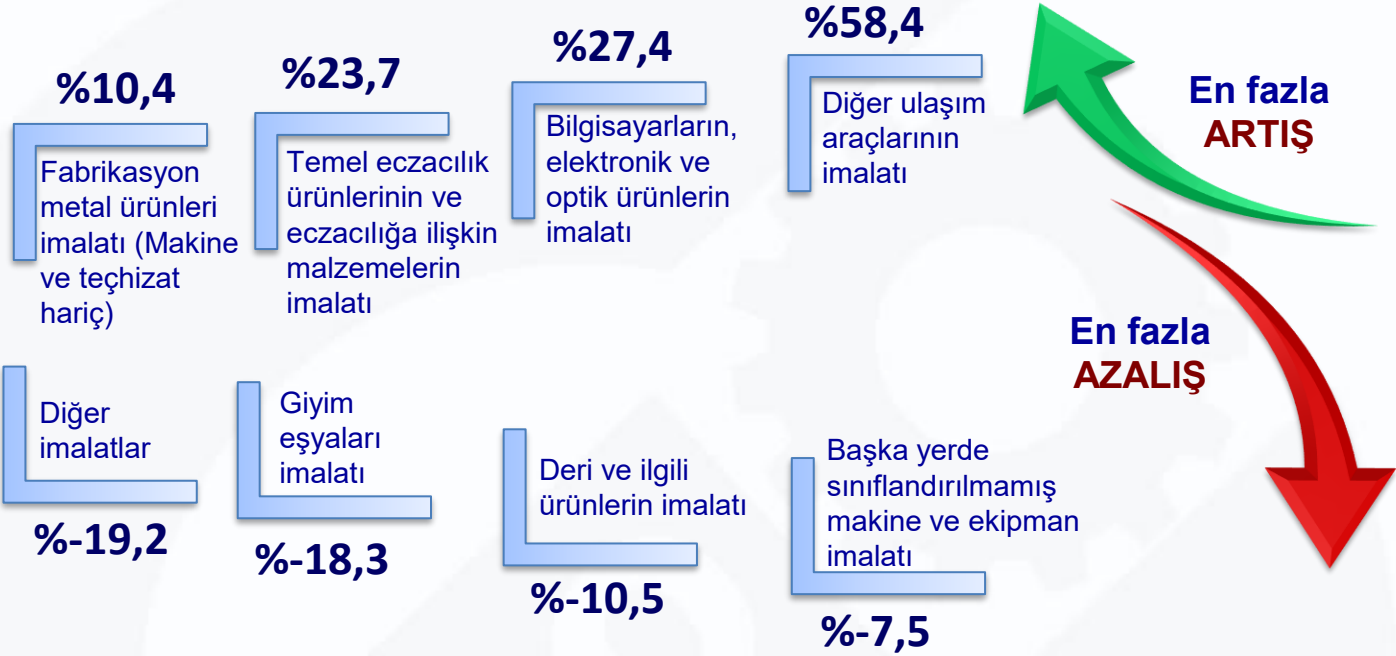 %10,4
Fabrikasyon
metal ürünleri
imalatı (Makine
ve teçhizat
hariç)
%23,7
Temel eczacılık
ürünlerinin ve
eczacılığa ilişkin
malzemelerin
imalatı
%27,4
Bilgisayarların,
elektronik ve
optik ürünlerin
imalatı
%58,4
Diğer ulaşım
araçlarının
imalatı
En fazla
ARTIŞ
En fazla
AZALIŞ
Diğer
imalatlar
%-19,2
Giyim
eşyaları
imalatı
%-18,3
Deri ve ilgili
ürünlerin imalatı
%-10,5
Başka yerde
sınıflandırılmamış
makine ve ekipman
imalatı
%-7,5